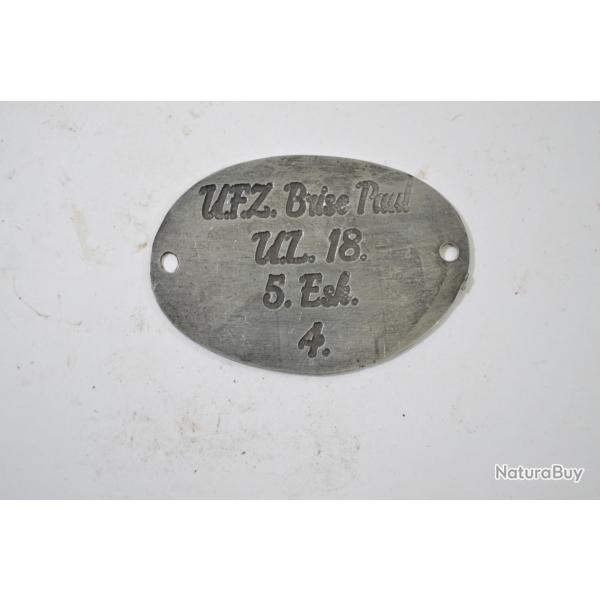 U.F.Z. Brise Paul
U.L. 18.
5. Esk.
4.
NaturaBuy